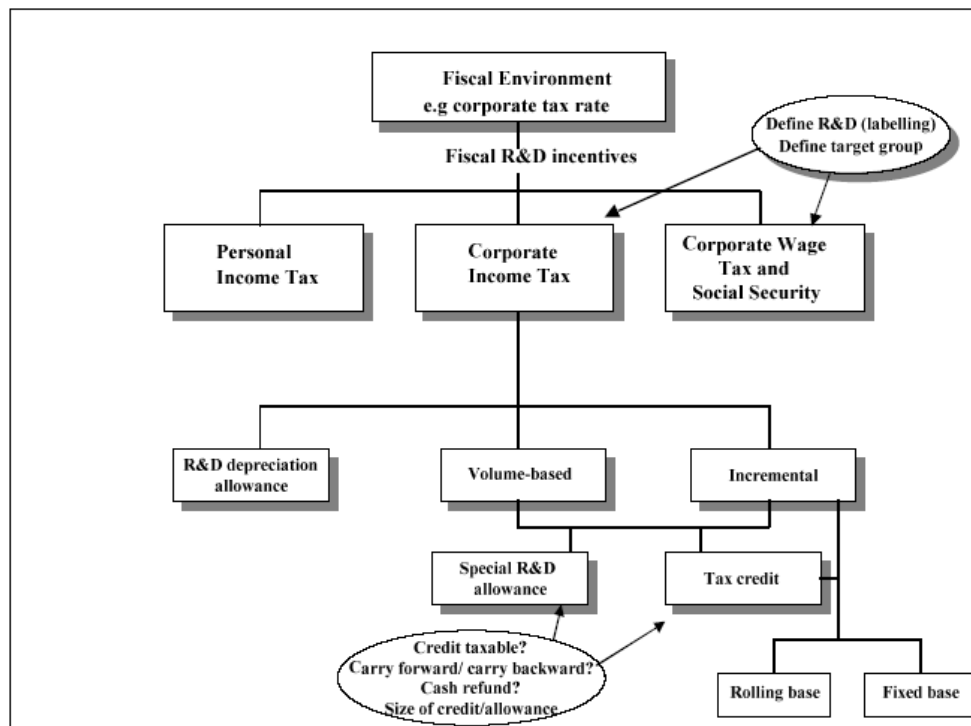 Fiscal Environment
e.g corporate tax rate
Define R&D (labelling)
Define target group
Fiscal R&D incentives
Personal
Income Tax
Corporate
Income Tax
Corporate Wage
Tax and
Social Security
R&D depreciation
allowance
Volume-based
Incremental
Special R&D
allowance
Tax credit
Credit taxable?
Carry forward/ carry backward?
Cash refund?
Size of credit/allowance
Rolling base
Fixed base